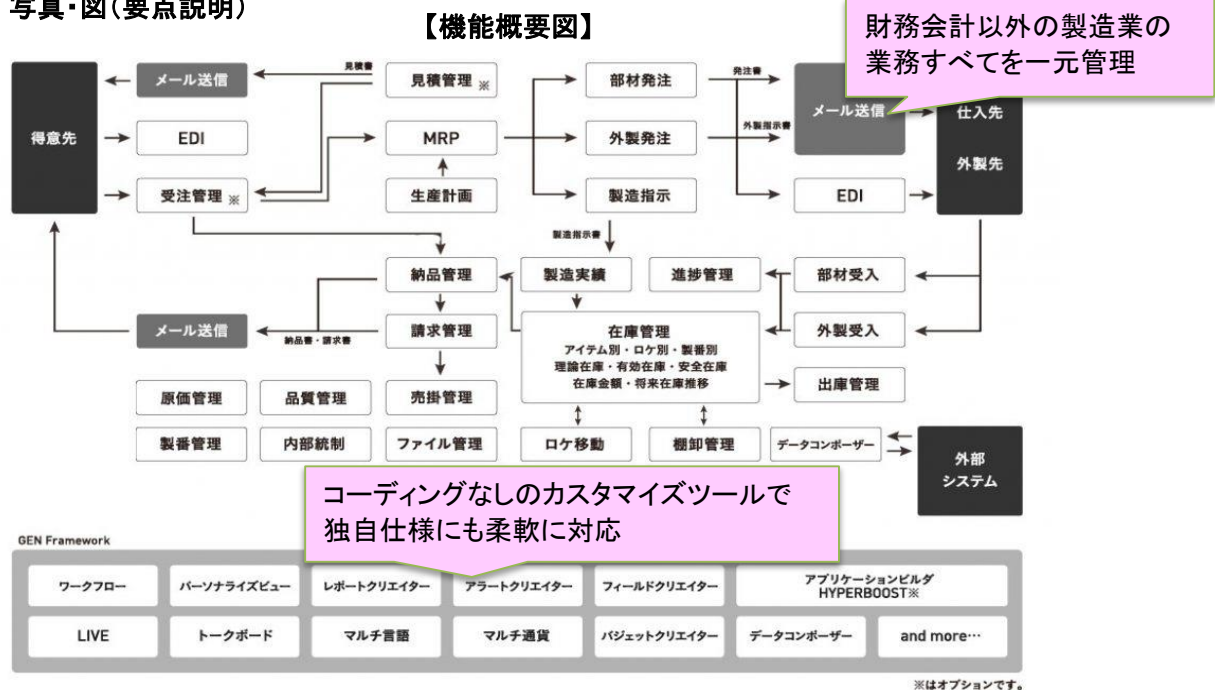 写真・図(要点説明)
【機能概要図】
財務会計以外の製造業の
業務すべてを一元管理
得意先
メール送信
見積書
見積管理 ※
部材発注
発注書
メール送信
仕入先
外製先
EDI
MRP
外製発注
外製指示書
受注管理 ※
生産計画
製造指示
EDI
製造指示書
納品管理
製造実績
進捗管理
部材受入
メール送信
納品書・請求書
請求管理
在庫管理
アイテム別・ロケ別・製番別
理論在庫・有効在庫・安全在庫
在庫金額・将来在庫推移
外製受入
出庫管理
原価管理
品質管理
売掛管理
製番管理
内部統制
ファイル管理
ロケ移動
棚卸管理
データコンポーザー
外部
システム
コーディングなしのカスタマイズツールで
独自仕様にも柔軟に対応
GEN Framework
ワークフロー
パーソナライズビュー
レポートクリエイター
アラートクリエイター
フィールドクリエイター
アプリケーションビルダ
HYPERBOOST※
LIVE
トークボード
マルチ言語
マルチ通貨
バジェットクリエイター
データコンポーザー
and more…
※はオプションです。